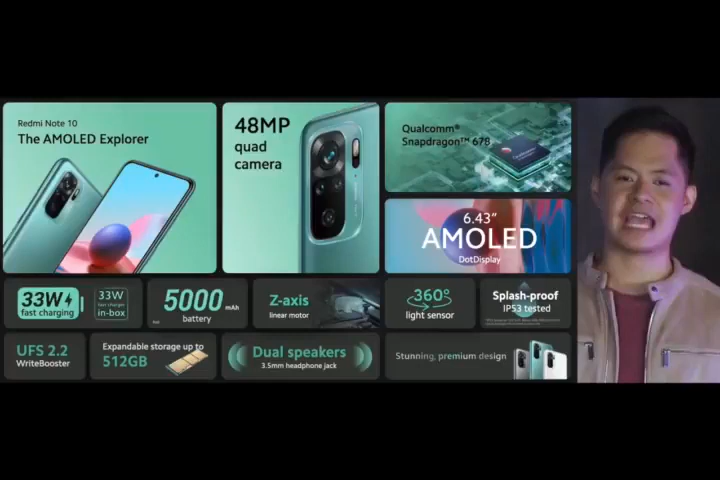 Redmi Note 10
The AMOLED Explorer
48MP
quad
camera
Qualcomm®
Snapdragon™ 678
6.43"
AMOLED
DotDisplay
33W
fast charging
33W
fast charger
in-box
5000 mAh
battery
Z-axis
linear motor
360°
light sensor
Splash-proof
IP53 tested
UFS 2.2
WriteBooster
Expandable storage up to
512GB
Dual speakers
3.5mm headphone jack
Stunning, premium design